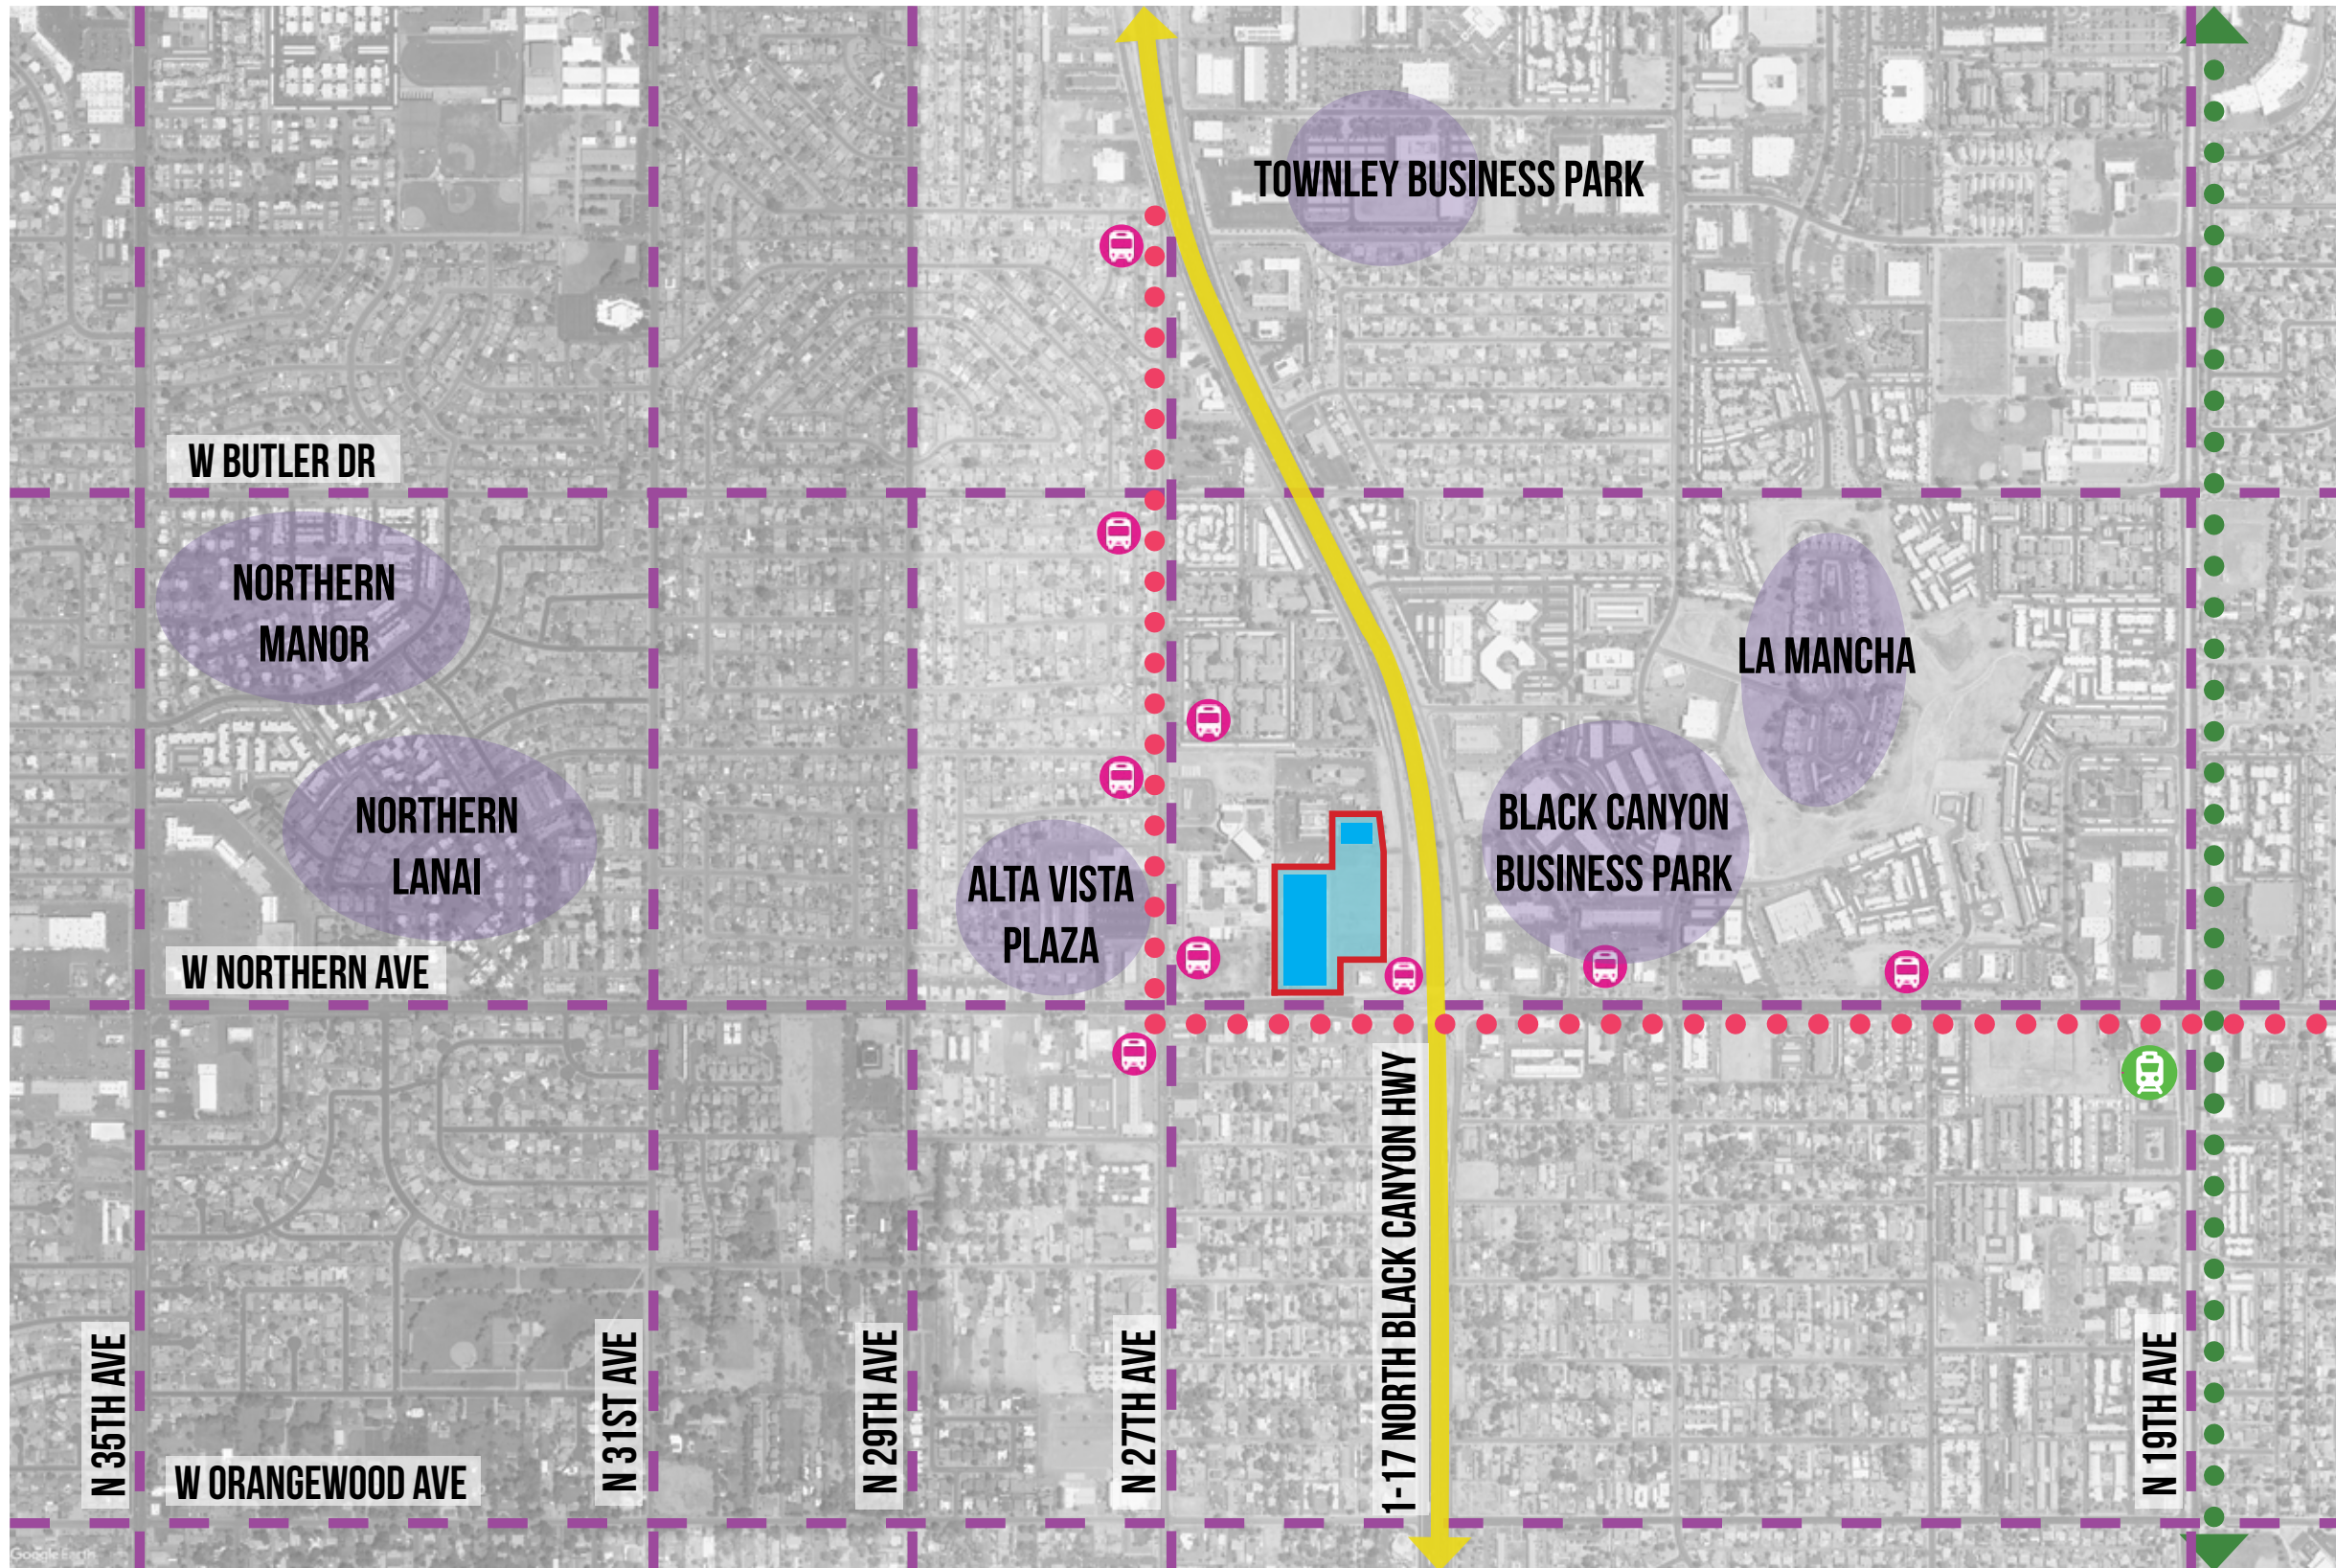 TOWNLEY BUSINESS PARK
W BUTLER DR
NORTHERN
MANOR
LA MANCHA
NORTHERN
LANAI
BLACK CANYON
BUSINESS PARK
ALTA VISTA
PLAZA
W NORTHERN AVE
N 35TH AVE
N 31ST AVE
N 29TH AVE
N 27TH AVE
1-17 NORTH BLACK CANYON HWY
N 19TH AVE
W ORANGEWOOD AVE
Google Earth